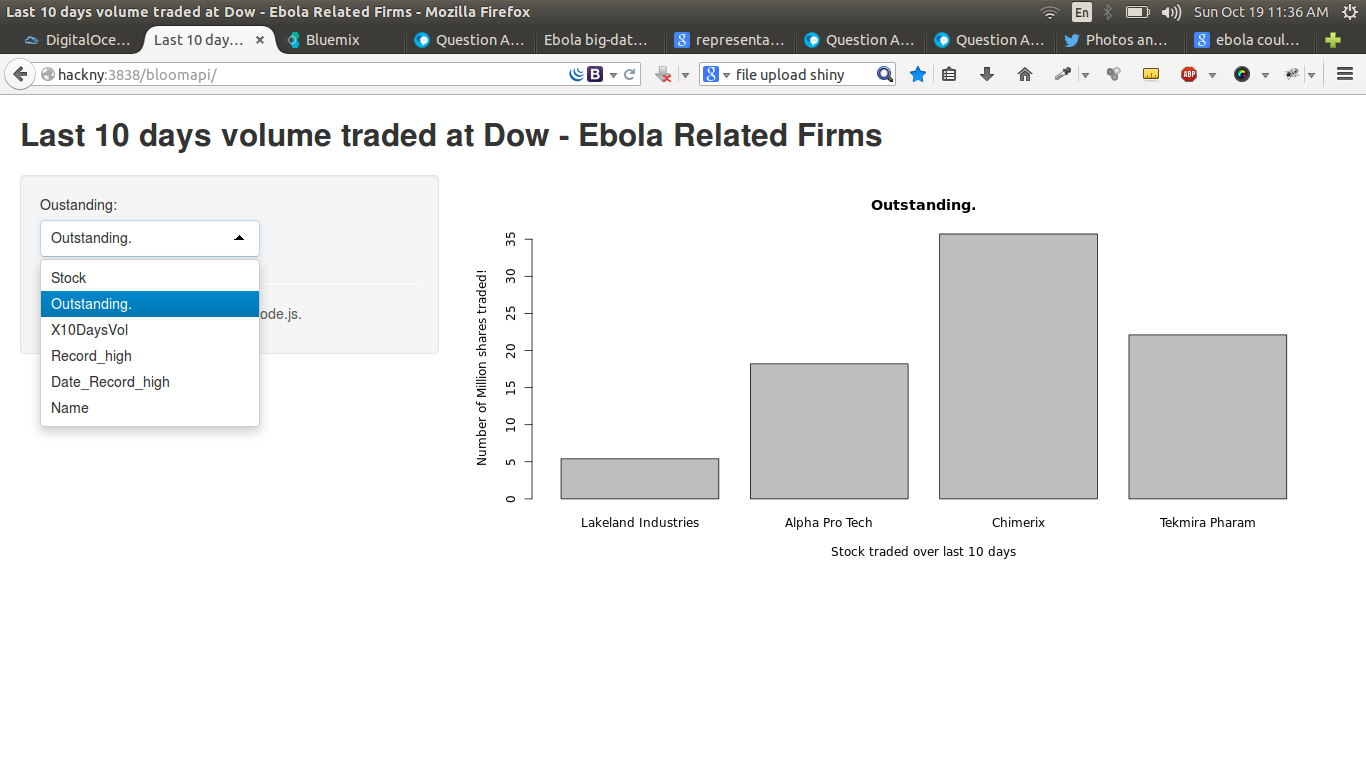 Last 10 days volume traded at Dow - Ebola Related Firms - Mozilla Firefox
En
Sun Oct 19 11:36 AM
DigitalOce...
Last 10 day...
Bluemix
Question A...
Ebola big-dat...
representa...
Question A...
Question A...
Photos an...
ebola coul...
hackny:3838/bloomapi/
B
8
file upload shiny
ABP
Last 10 days volume traded at Dow - Ebola Related Firms
Oustanding:
Outstanding.
Stock
Outstanding.
X10DaysVol
Record_high
Date_Record_high
Name
ode.js.
Outstanding.
Number of Million shares traded!
35
30
25
20
15
10
5
0
Lakeland Industries
Alpha Pro Tech
Chimerix
Tekmira Pharam
Stock traded over last 10 days